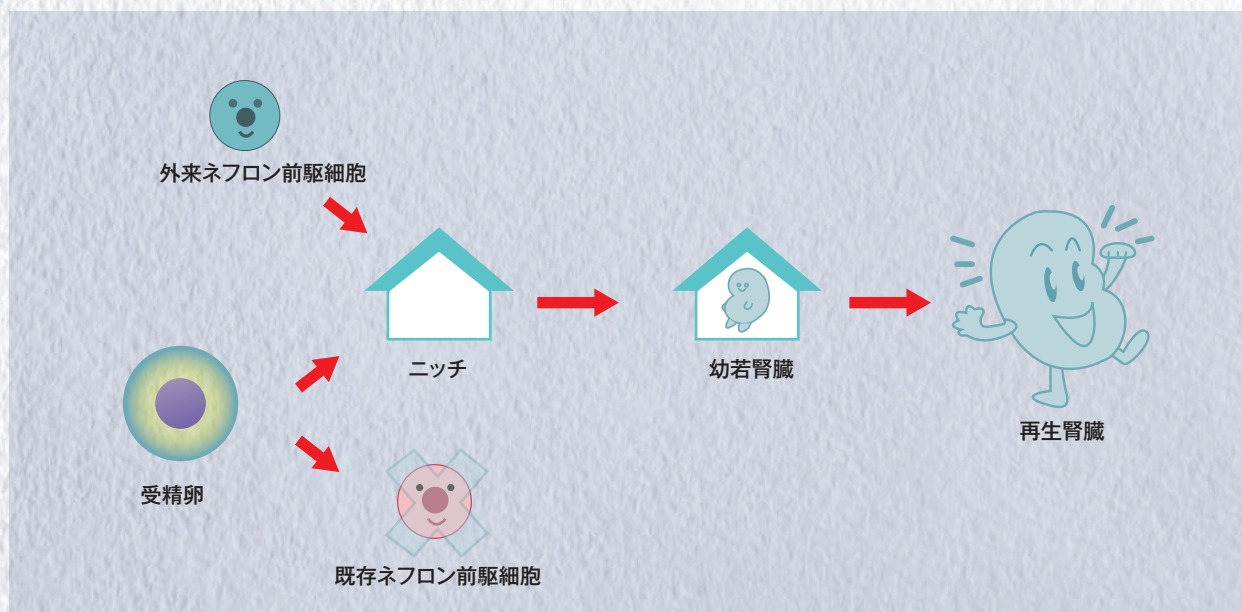 外来ネフロン前駆細胞
ニッチ
幼若腎臓
再生腎臓
受精卵
既存ネフロン前駆細胞